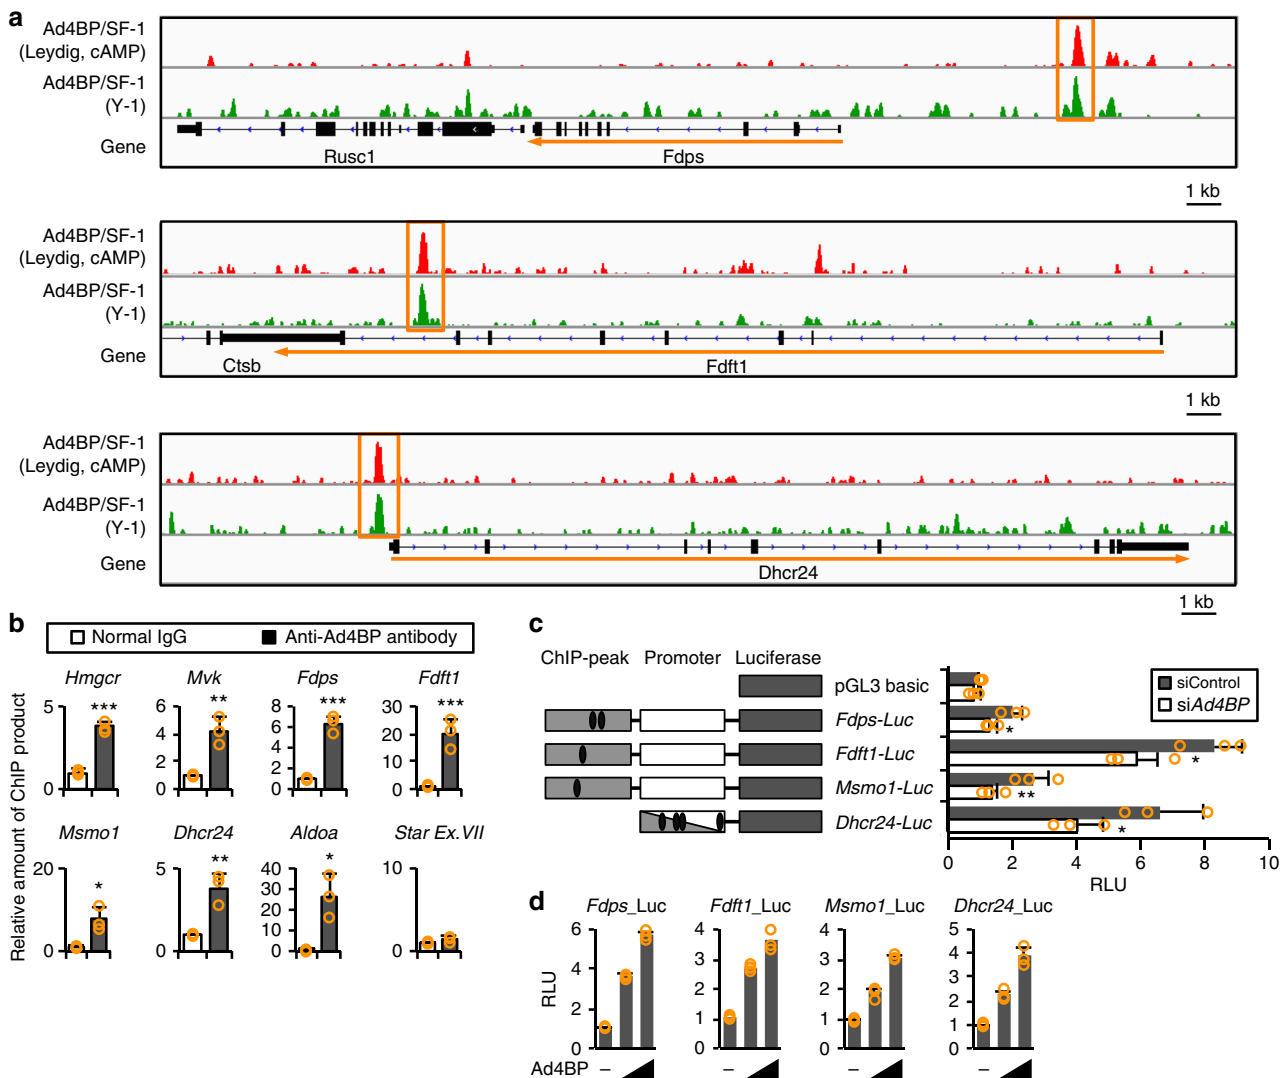 a
Ad4BP/SF-1
(Leydig, cAMP)
Ad4BP/SF-1
(Y-1)
Gene
Rusc1
Fdps
1 kb
Ad4BP/SF-1
(Leydig, cAMP)
Ad4BP/SF-1
(Y-1)
Gene
Ctsb
Fdft1
1 kb
Ad4BP/SF-1
(Leydig, cAMP)
Ad4BP/SF-1
(Y-1)
Gene
Dhcr24
1 kb
b
Normal IgG
Anti-Ad4BP antibody
Relative amount of ChIP product
Hmgcr
5
0
***
Mvk
6
4
2
0
**
Fdps
8
6
4
2
0
***
Fdft1
30
20
10
0
***
Msmo1
20
0
*
Dhcr24
5
0
**
Aldoa
40
30
20
10
0
*
Star Ex.VII
10
0
c
ChIP-peak
Promoter
Luciferase
pGL3 basic
Fdps-Luc
Fdft1-Luc
Msmo1-Luc
Dhcr24-Luc
siControl
siAd4BP
*
*
**
*
0 2 4 6 8 10
RLU
d
Fdps_Luc
6
4
2
0
RLU
Fdft1_Luc
4
3
2
1
0
Msmo1_Luc
4
3
2
1
0
Dhcr24_Luc
5
4
3
2
1
0
Ad4BP
–
–
–
–